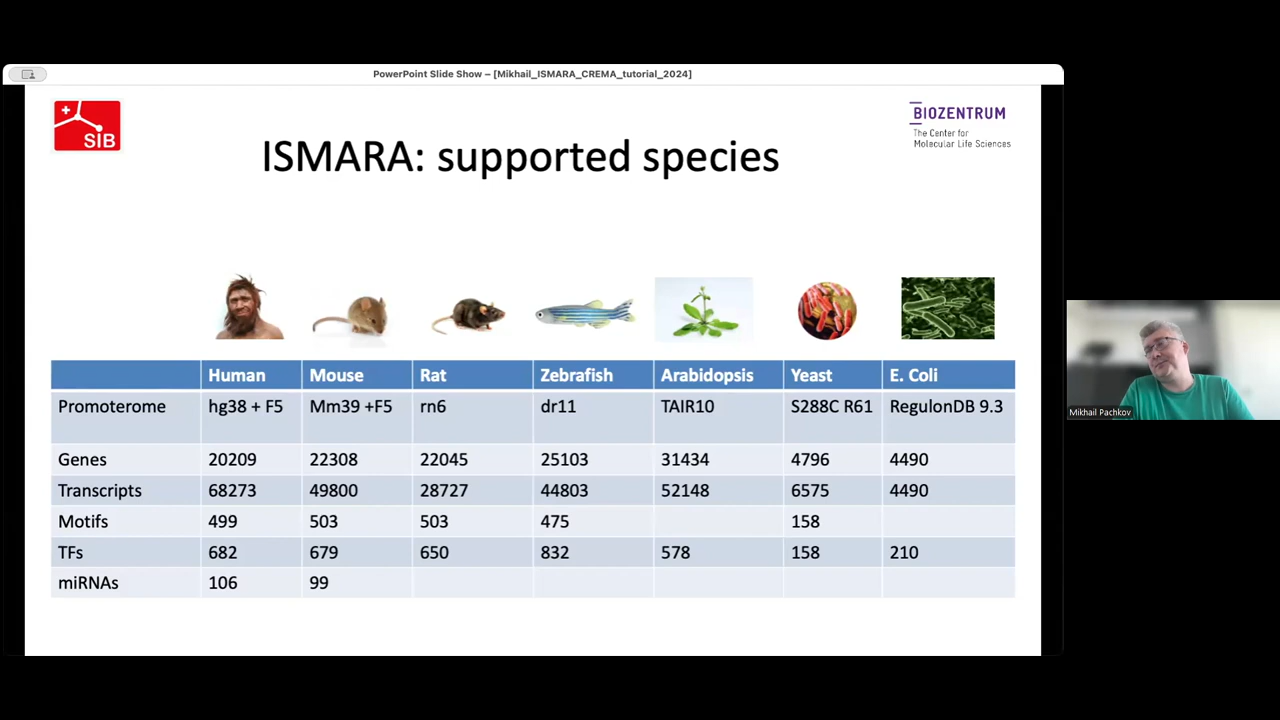 PowerPoint Slide Show – [Mikhail_ISMARA_CREMA_tutorial_2024]
SIB
BIOZENTRUM
The Center for
Molecular Life Sciences
ISMARA: supported species
Human Mouse Rat Zebrafish Arabidopsis Yeast E. Coli
Promoterome hg38 + F5 Mm39 +F5 rn6 dr11 TAIR10 S288C R61 RegulonDB 9.3
Genes 20209 22308 22045 25103 31434 4796 4490
Transcripts 68273 49800 28727 44803 52148 6575 4490
Motifs 499 503 503 475 158
TFs 682 679 650 832 578 158 210
miRNAs 106 99
Mikhail Pachkov